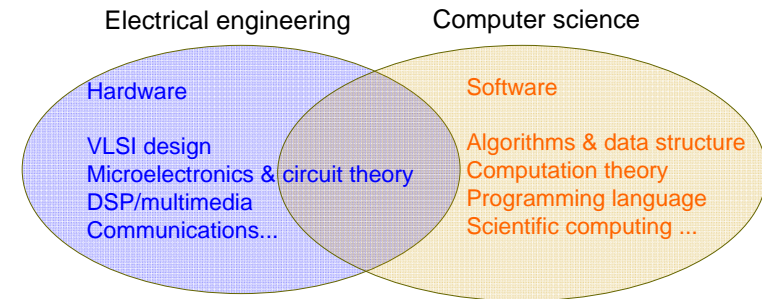 Electrical engineering
Computer science
Hardware
VLSI design
Microelectronics & circuit theory
DSP/multimedia
Communications...
Software
Algorithms & data structure
Computation theory
Programming language
Scientific computing ...